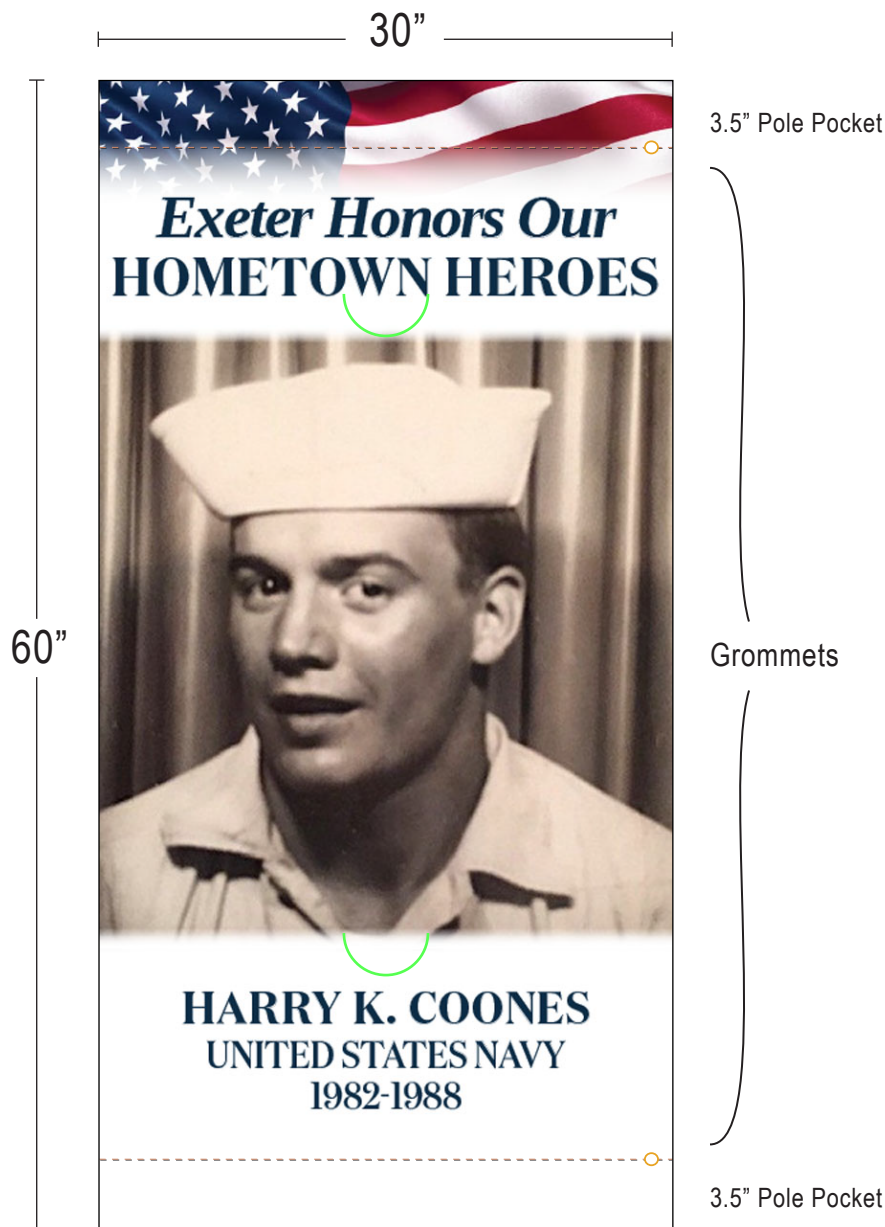 30”
3.5” Pole Pocket
Exeter Honors Our
HOMETOWN HEROES
60”
Grommets
HARRY K. COONES
UNITED STATES NAVY
1982-1988
3.5” Pole Pocket